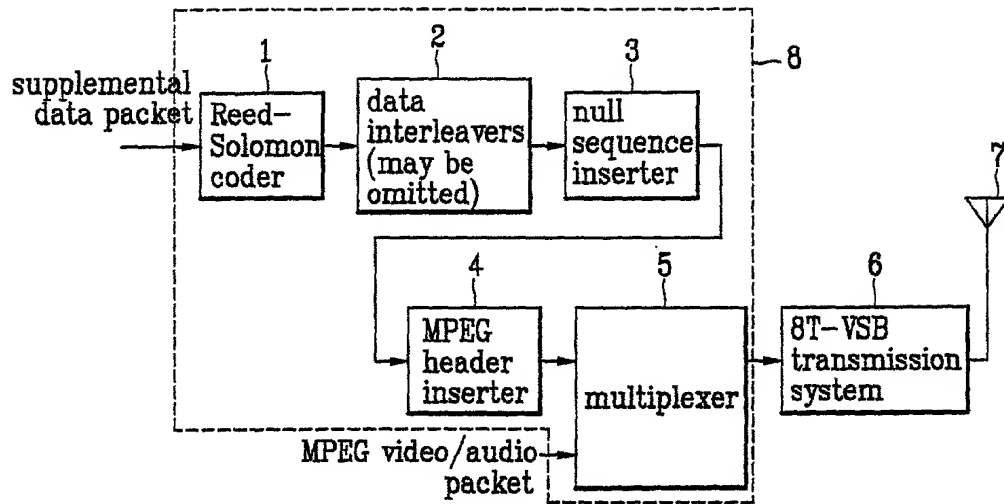 1
2
3
8
supplemental
data packet
Reed-
Solomon
coder
data
interleavers
(may be
omitted)
null
sequence
inserter
7
4
5
6
MPEG
header
inserter
multiplexer
8T-VSB
transmission
system
MPEG video/audio
packet